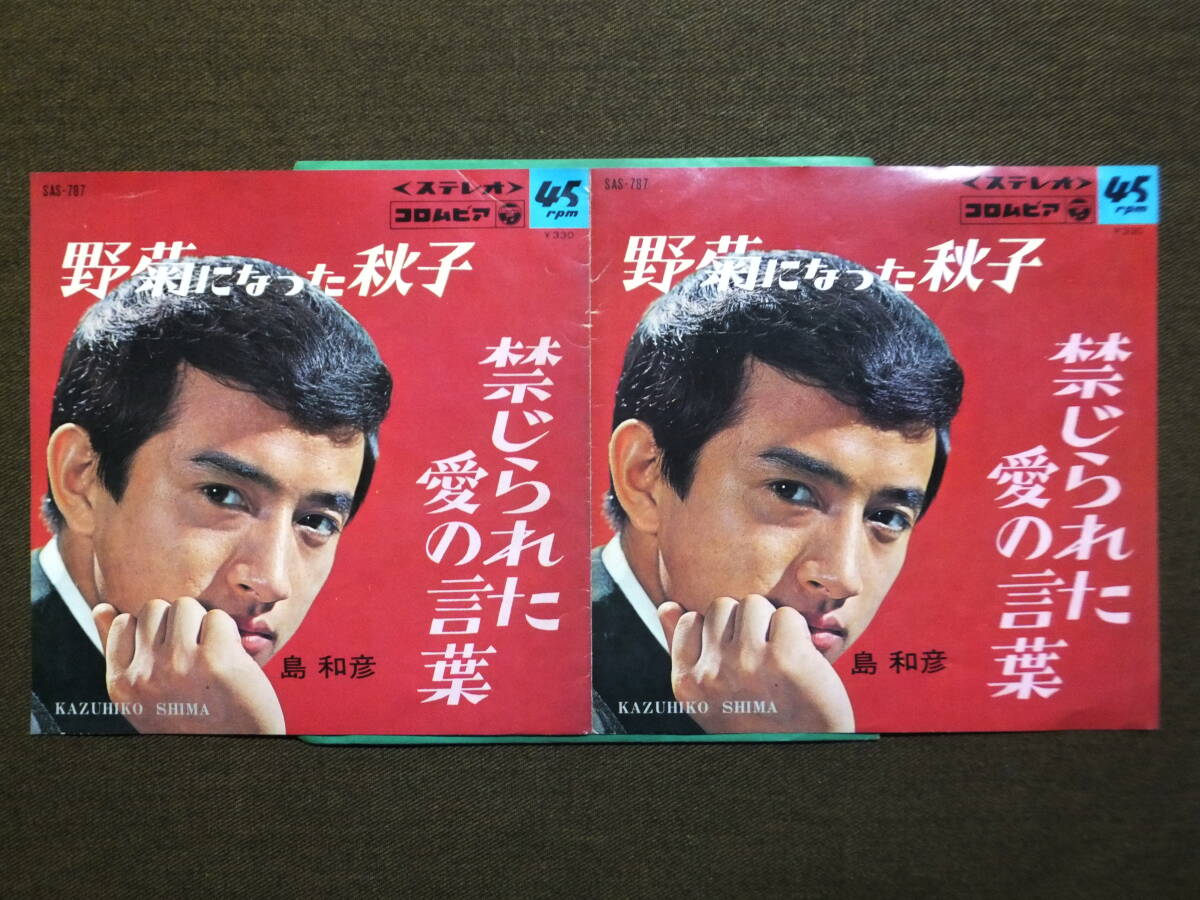 SAS-787
<ステレオ>
コロムビア
45
rpm
¥330
野菊になった秋子
禁じられた
愛の言葉
島 和彦
KAZUHIKO SHIMA
SAS-787
<ステレオ>
コロムビア
45
rpm
¥330
野菊になった秋子
禁じられた
愛の言葉
島 和彦
KAZUHIKO SHIMA